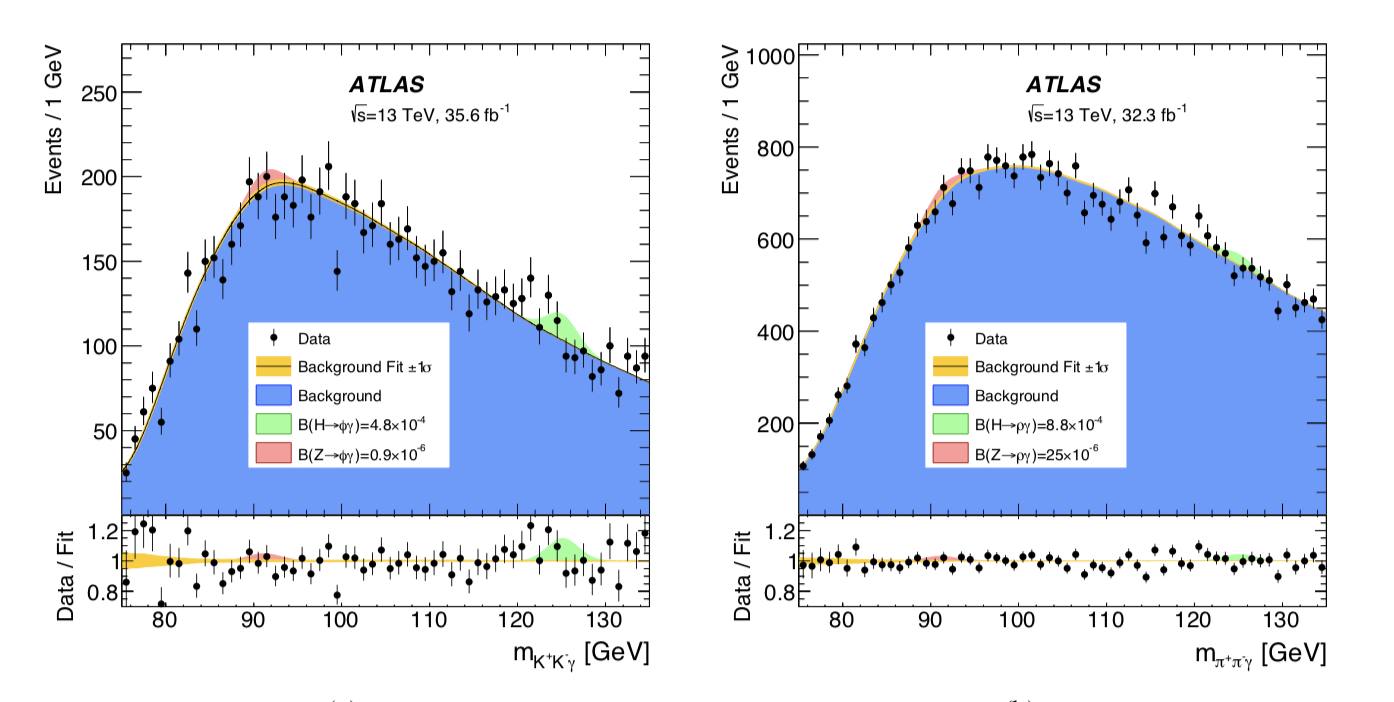 Events / 1 GeV
250
200
150
100
50
ATLAS
√s=13 TeV, 35.6 fb⁻¹
Data
Background Fit ±1σ
Background
B(H→φγ)=4.8×10⁻⁴
B(Z→φγ)=0.9×10⁻⁶
Data / Fit
1.2
1
0.8
80 90 100 110 120 130
m_K⁺K⁻γ [GeV]
Events / 1 GeV
1000
800
600
400
200
ATLAS
√s=13 TeV, 32.3 fb⁻¹
Data
Background Fit ±1σ
Background
B(H→ργ)=8.8×10⁻⁴
B(Z→ργ)=25×10⁻⁶
Data / Fit
1.2
1
0.8
80 90 100 110 120 130
m_π⁺π⁻γ [GeV]